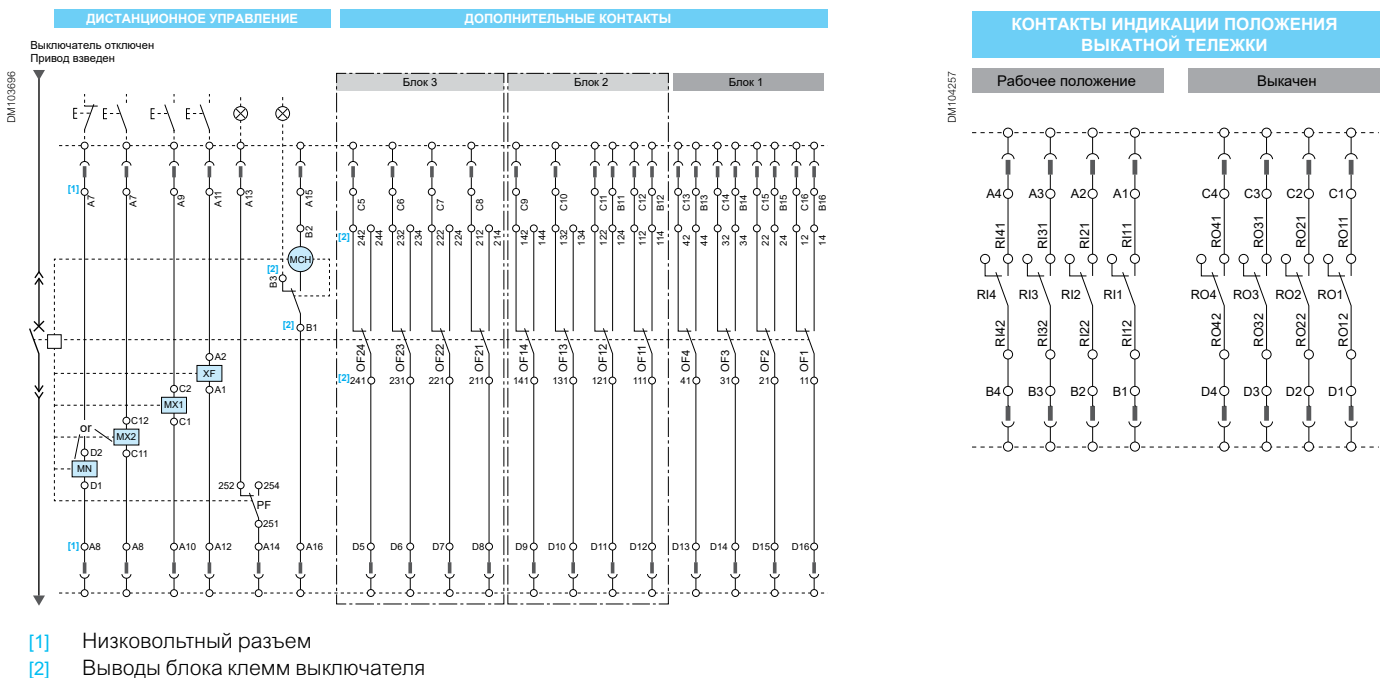 ДИСТАНЦИОННОЕ УПРАВЛЕНИЕ
ДОПОЛНИТЕЛЬНЫЕ КОНТАКТЫ
Выключатель отключен
Привод взведен
DM103696
Блок 3
Блок 2
Блок 1
[1] A7 A7 A9 A11 A13 A15 C5 C6 C7 C8 C9 C10 C11 B11 C12 B12 C13 B13 C14 B14 C15 B15 C16 B16
B2
[2] 242 244 232 234 222 224 212 214 142 144 132 134 122 124 112 114 42 44 32 34 22 24 12 14
MCH
[2]
B3
[2] B1
OF24 OF23 OF22 OF21 OF14 OF13 OF12 OF11 OF4 OF3 OF2 OF1
[2] 241 231 221 211 141 131 121 111 41 31 21 11
A2
XF
A1
C2
MX1
C1
or
C12
MX2
C11
D2
MN
D1
252 254
PF
251
[1] A8 A8 A10 A12 A14 A16 D5 D6 D7 D8 D9 D10 D11 D12 D13 D14 D15 D16
[1] Низковольтный разъем
[2] Выводы блока клемм выключателя
КОНТАКТЫ ИНДИКАЦИИ ПОЛОЖЕНИЯ
ВЫКАТНОЙ ТЕЛЕЖКИ
DM104257
Рабочее положение
Выкачен
A4 A3 A2 A1 C4 C3 C2 C1
RI41 RI31 RI21 RI11 RO41 RO31 RO21 RO11
RI4 RI3 RI2 RI1 RO4 RO3 RO2 RO1
RI42 RI32 RI22 RI12 RO42 RO32 RO22 RO12
B4 B3 B2 B1 D4 D3 D2 D1